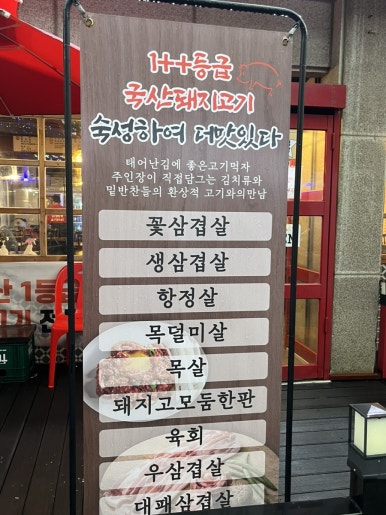 1++등급
국산돼지고기
숙성하여 더맛있다
태어난김에 좋은고기먹자
주인장이 직접담그는 김치류와
밑반찬들의 환상적 고기와의만남
꽃삼겹살
생삼겹살
항정살
목덜미살
목살
돼지고모둠한판
육회
우삼겹살
대패삼겹살
산 1등급